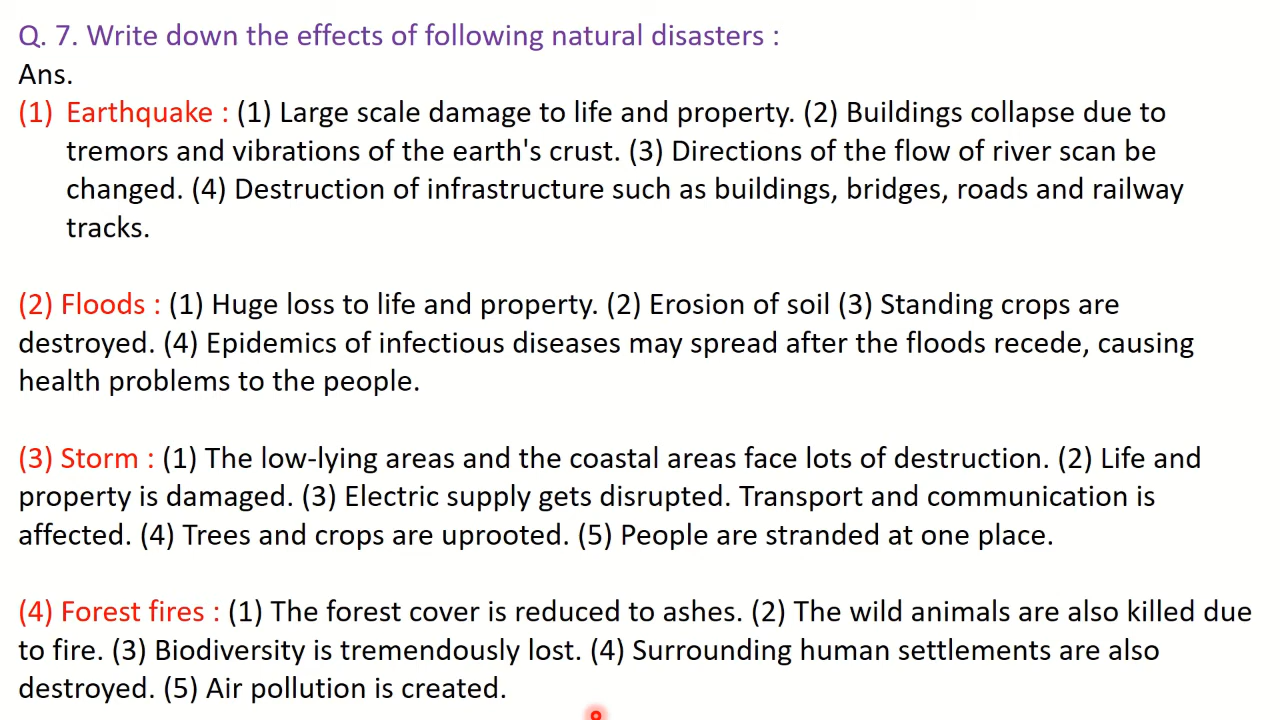 Q. 7. Write down the effects of following natural disasters :
Ans.
(1) Earthquake : (1) Large scale damage to life and property. (2) Buildings collapse due to
tremors and vibrations of the earth's crust. (3) Directions of the flow of river scan be
changed. (4) Destruction of infrastructure such as buildings, bridges, roads and railway
tracks.
(2) Floods : (1) Huge loss to life and property. (2) Erosion of soil (3) Standing crops are
destroyed. (4) Epidemics of infectious diseases may spread after the floods recede, causing
health problems to the people.
(3) Storm : (1) The low-lying areas and the coastal areas face lots of destruction. (2) Life and
property is damaged. (3) Electric supply gets disrupted. Transport and communication is
affected. (4) Trees and crops are uprooted. (5) People are stranded at one place.
(4) Forest fires : (1) The forest cover is reduced to ashes. (2) The wild animals are also killed due
to fire. (3) Biodiversity is tremendously lost. (4) Surrounding human settlements are also
destroyed. (5) Air pollution is created.